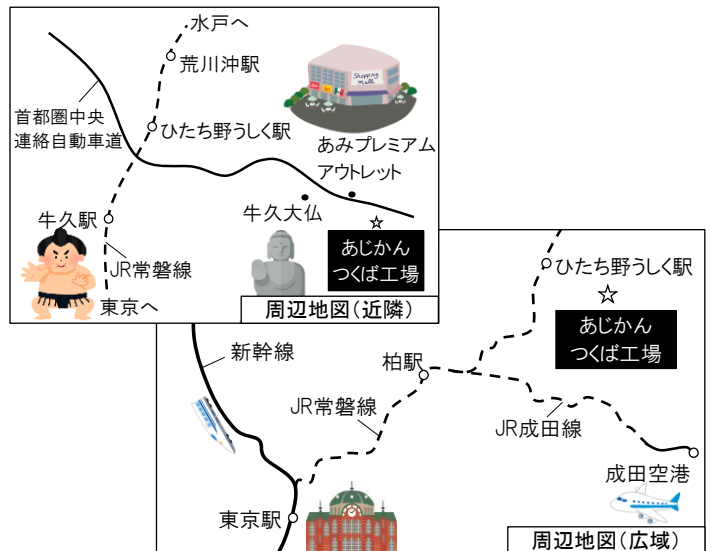 水戸へ
荒川沖駅
Shopping
Mall
首都圏中央
連絡自動車道
ひたち野うしく駅
あみプレミアム
アウトレット
牛久大仏
牛久駅
あじかん
つくば工場
JR常磐線
東京へ
周辺地図(近隣)
ひたち野うしく駅
あじかん
つくば工場
新幹線
柏駅
JR常磐線
JR成田線
成田空港
東京駅
周辺地図(広域)